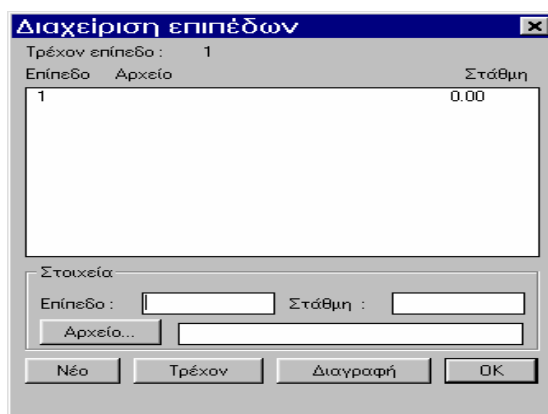 Διαχείριση επιπέδων
Τρέχον επίπεδο : 1
Επίπεδο Αρχείο Στάθμη
1 0.00
Στοιχεία
Επίπεδο : Στάθμη :
Αρχείο...
Νέο Τρέχον Διαγραφή OK